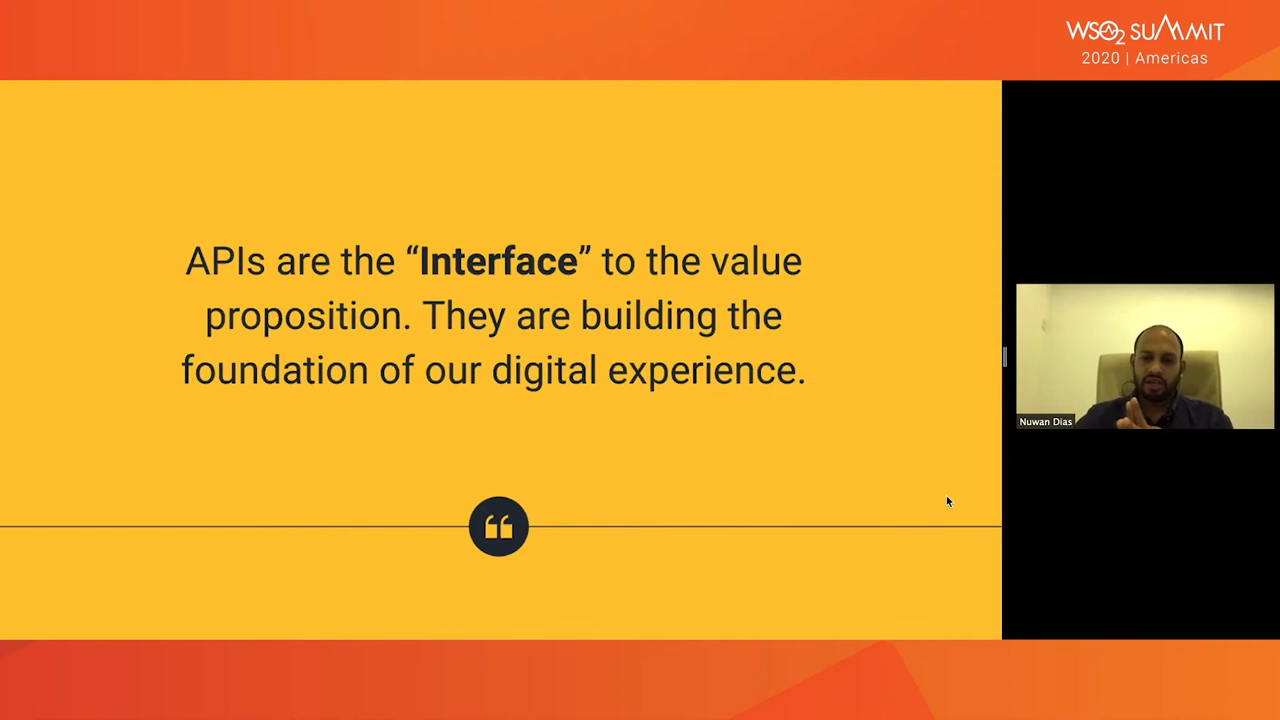 WSO2 SUMMIT
2020 | Americas
APIs are the “Interface” to the value
proposition. They are building the
foundation of our digital experience.
Nuwan Dias